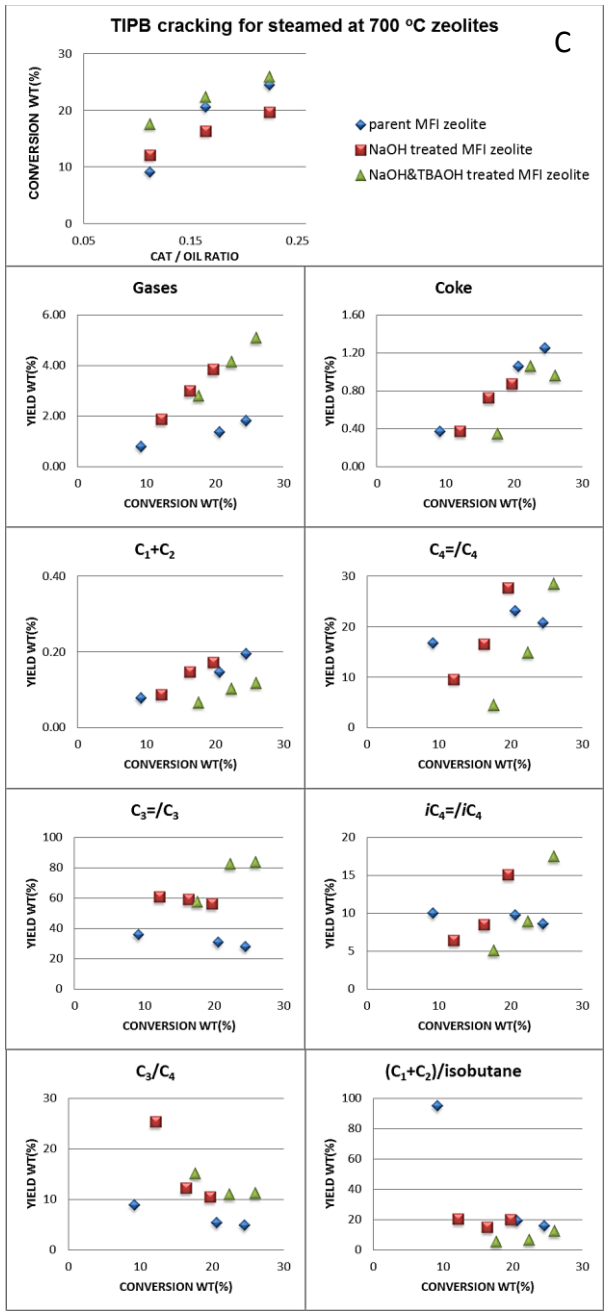 TIPB cracking for steamed at 700 ºC zeolites
C
CONVERSION WT(%)
30
20
10
0
0.05
0.15
0.25
CAT / OIL RATIO
parent MFI zeolite
NaOH treated MFI zeolite
NaOH&TBAOH treated MFI zeolite
Gases
YIELD WT(%)
6.00
4.00
2.00
0.00
0
10
20
30
CONVERSION WT(%)
Coke
YIELD WT(%)
1.60
1.20
0.80
0.40
0.00
0
10
20
30
CONVERSION WT(%)
C₁+C₂
YIELD WT(%)
0.40
0.20
0.00
0
10
20
30
CONVERSION WT(%)
C₄=/C₄
YIELD WT(%)
30
20
10
0
0
10
20
30
CONVERSION WT(%)
C₃=/C₃
YIELD WT(%)
100
80
60
40
20
0
0
10
20
30
CONVERSION WT(%)
iC₄=/iC₄
YIELD WT(%)
20
15
10
5
0
0
10
20
30
CONVERSION WT(%)
C₃/C₄
YIELD WT(%)
30
20
10
0
0
10
20
30
CONVERSION WT(%)
(C₁+C₂)/isobutane
YIELD WT(%)
100
80
60
40
20
0
0
10
20
30
CONVERSION WT(%)